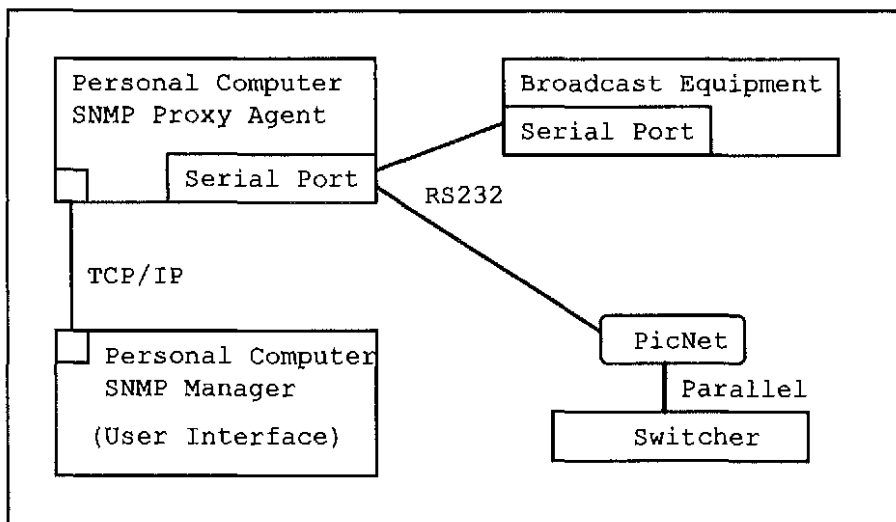 Personal Computer
SNMP Proxy Agent
Serial Port
Broadcast Equipment
Serial Port
RS232
TCP/IP
Personal Computer
SNMP Manager
(User Interface)
PicNet
Parallel
Switcher